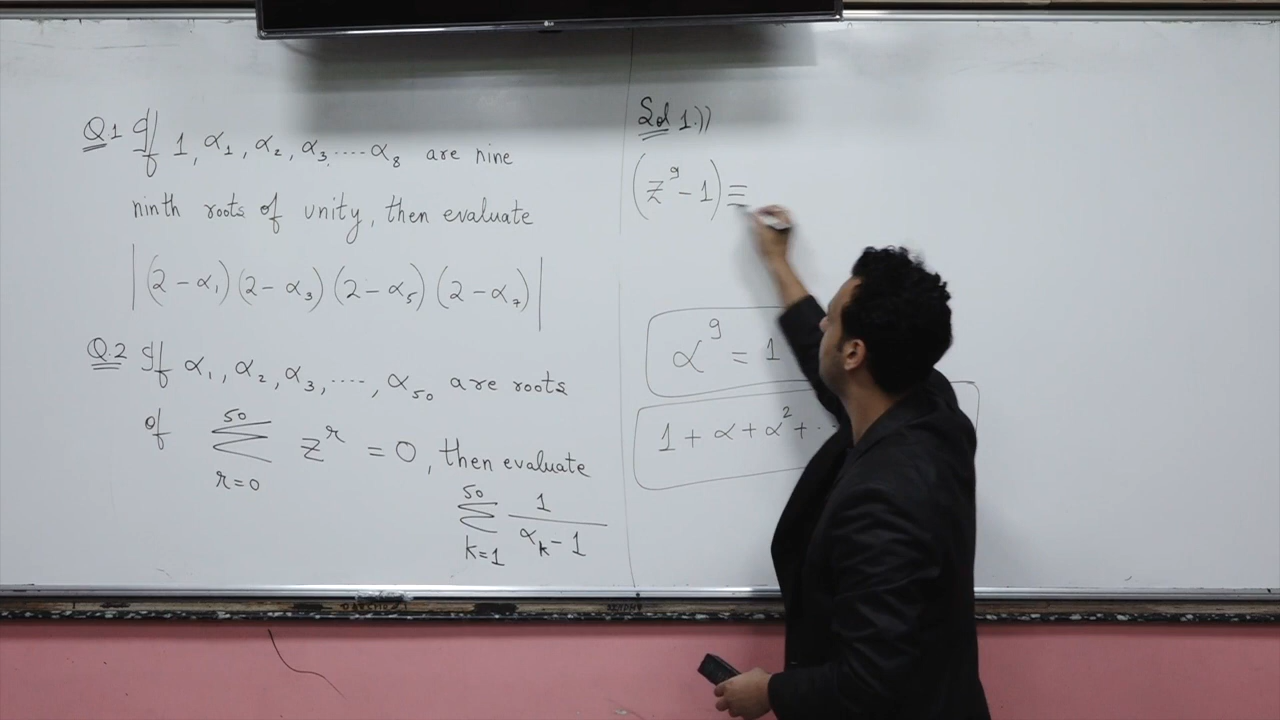 LG
Q.1 If 1, α₁, α₂, α₃, ..... α₈ are nine
ninth roots of unity, then evaluate
|(2 - α₁)(2 - α₃)(2 - α₅)(2 - α₇)|
Q.2 If α₁, α₂, α₃, ...., α₅₀ are roots
of ∑_{r=0}^{50} z^r = 0, then evaluate
∑_{k=1}^{50} 1/(α_k - 1)
Sol 1.))
(z⁹ - 1) ≡
α⁹ = 1
1 + α + α² + ..